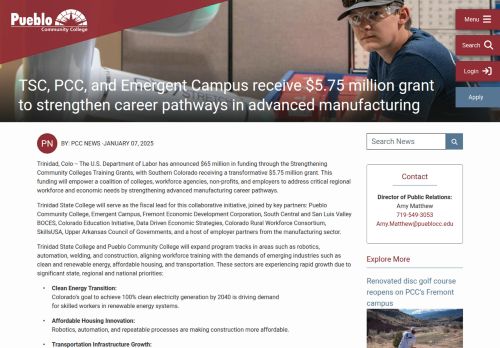 Pueblo
Community College
Menu
Search
Login
Apply
TSC, PCC, and Emergent Campus receive $5.75 million grant
to strengthen career pathways in advanced manufacturing
PN
BY: PCC NEWS -JANUARY 07, 2025
Trinidad, Colo – The U.S. Department of Labor has announced $65 million in funding through the Strengthening
Community Colleges Training Grants, with Southern Colorado receiving a transformative $5.75 million grant. This
funding will empower a coalition of colleges, workforce agencies, non-profits, and employers to address critical regional
workforce and economic needs by strengthening advanced manufacturing career pathways.
Trinidad State College will serve as the fiscal lead for this collaborative initiative, joined by key partners: Pueblo
Community College, Emergent Campus, Fremont Economic Development Corporation, South Central and San Luis Valley
BOCES, Colorado Education Initiative, Data Driven Economic Strategies, Colorado Rural Workforce Consortium,
SkillsUSA, Upper Arkansas Council of Governments, and a host of employer partners from the manufacturing sector.
Trinidad State College and Pueblo Community College will expand program tracks in areas such as robotics,
automation, welding, and construction, aligning workforce training with the demands of emerging industries such as
clean and renewable energy, affordable housing, and transportation. These sectors are experiencing rapid growth due to
significant state, regional and national priorities:
• Clean Energy Transition:
Colorado's goal to achieve 100% clean electricity generation by 2040 is driving demand
for skilled workers in renewable energy systems.
• Affordable Housing Innovation:
Robotics, automation, and repeatable processes are making construction more affordable.
• Transportation Infrastructure Growth:
Search News
Contact
Director of Public Relations:
Amy Matthew
719-549-3053
Amy.Matthew@pueblocc.edu
Explore More
Renovated disc golf course
reopens on PCC's Fremont
campus